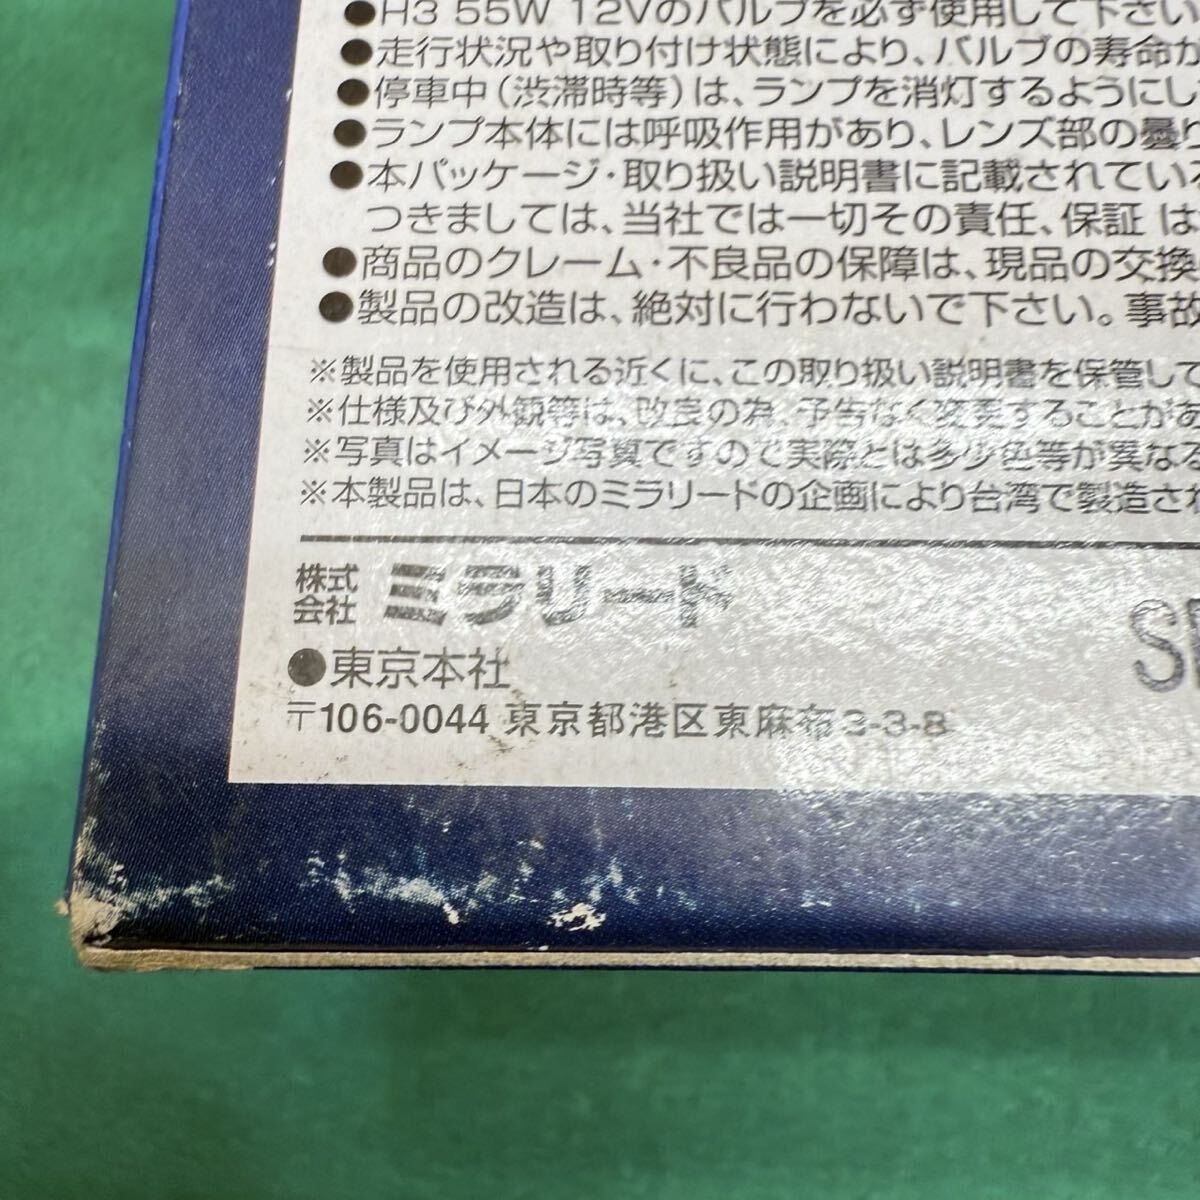 ●H3 55W 12Vのバルブを必ず使用して下さい
●走行状況や取り付け状態により、バルブの寿命が
●停車中(渋滞時等)は、ランプを消灯するようにし
●ランプ本体には呼吸作用があり、レンズ部の曇り
●本パッケージ・取り扱い説明書に記載されている
つきましては、当社では一切その責任、保証 は
●商品のクレーム・不良品の保障は、現品の交換
●製品の改造は、絶対に行わないで下さい。事故
※製品を使用される近くに、この取り扱い説明書を保管して
※仕様及び外観等は、改良の為、予告なく変更することがあ
※写真はイメージ写真ですので実際とは多少色等が異なる
※本製品は、日本のミラリードの企画により台湾で製造され
株式会社 ミラリード
●東京本社
〒106-0044 東京都港区東麻布3-3-8